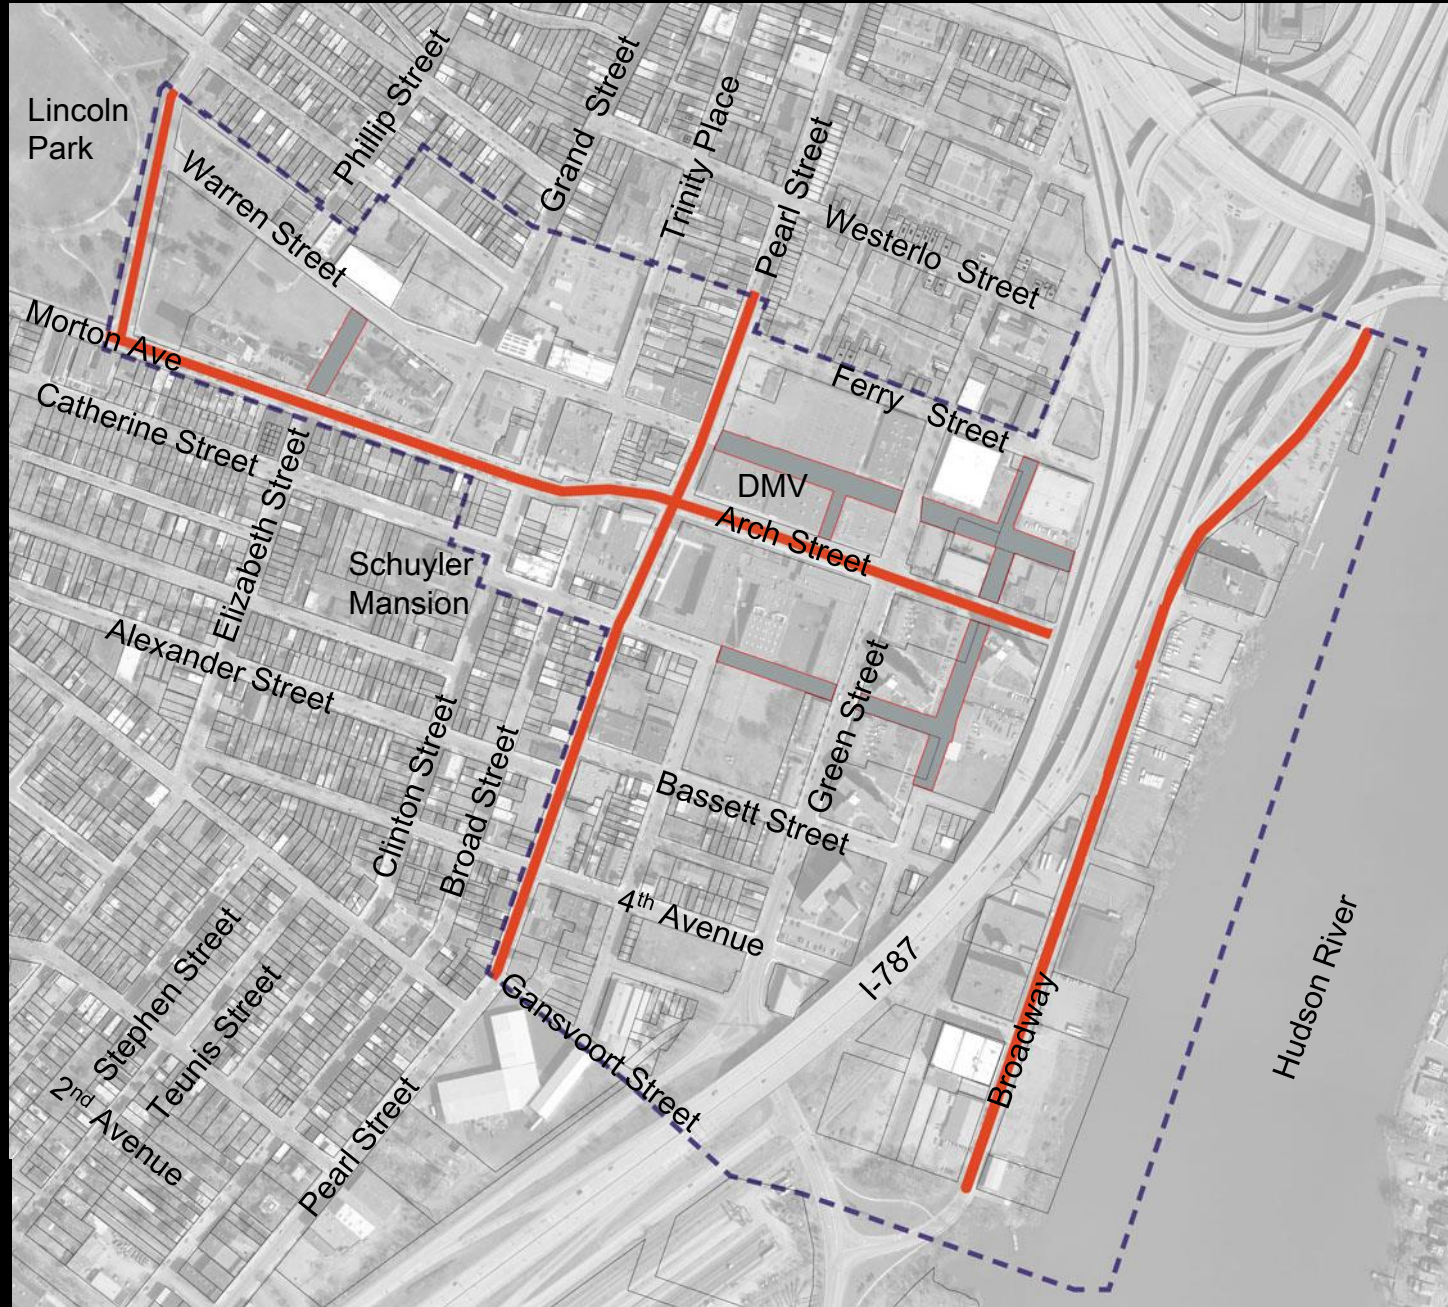 Lincoln
Park
Phillip Street
Grand Street
Trinity Place
Pearl Street
Warren Street
Westerlo Street
Morton Ave
Catherine Street
Ferry Street
Elizabeth Street
DMV
Arch Street
Schuyler
Mansion
Alexander Street
Green Street
Clinton Street
Broad Street
Bassett Street
4th Avenue
I-787
Stephen Street
Teunis Street
2nd Avenue
Gansvoort Street
Pearl Street
Broadway
Hudson River